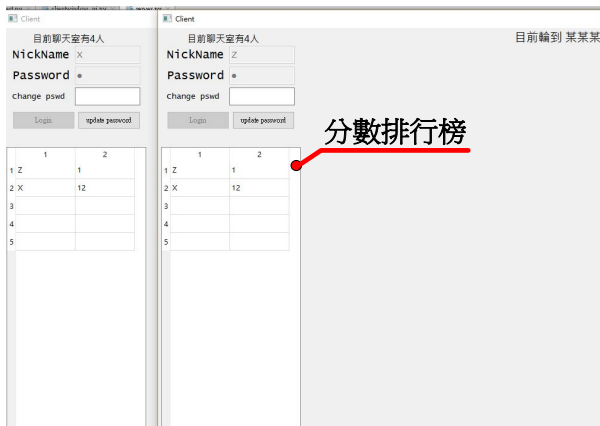 Client
目前聊天室有4人
NickName X
Password
Change pswd
Login update password
1 2
1 Z 1
2 X 12
3
4
5
Client
目前聊天室有4人
NickName Z
Password
Change pswd
Login update password
1 2
1 Z 1
2 X 12
3
4
5
目前輪到 某某某
分數排行榜